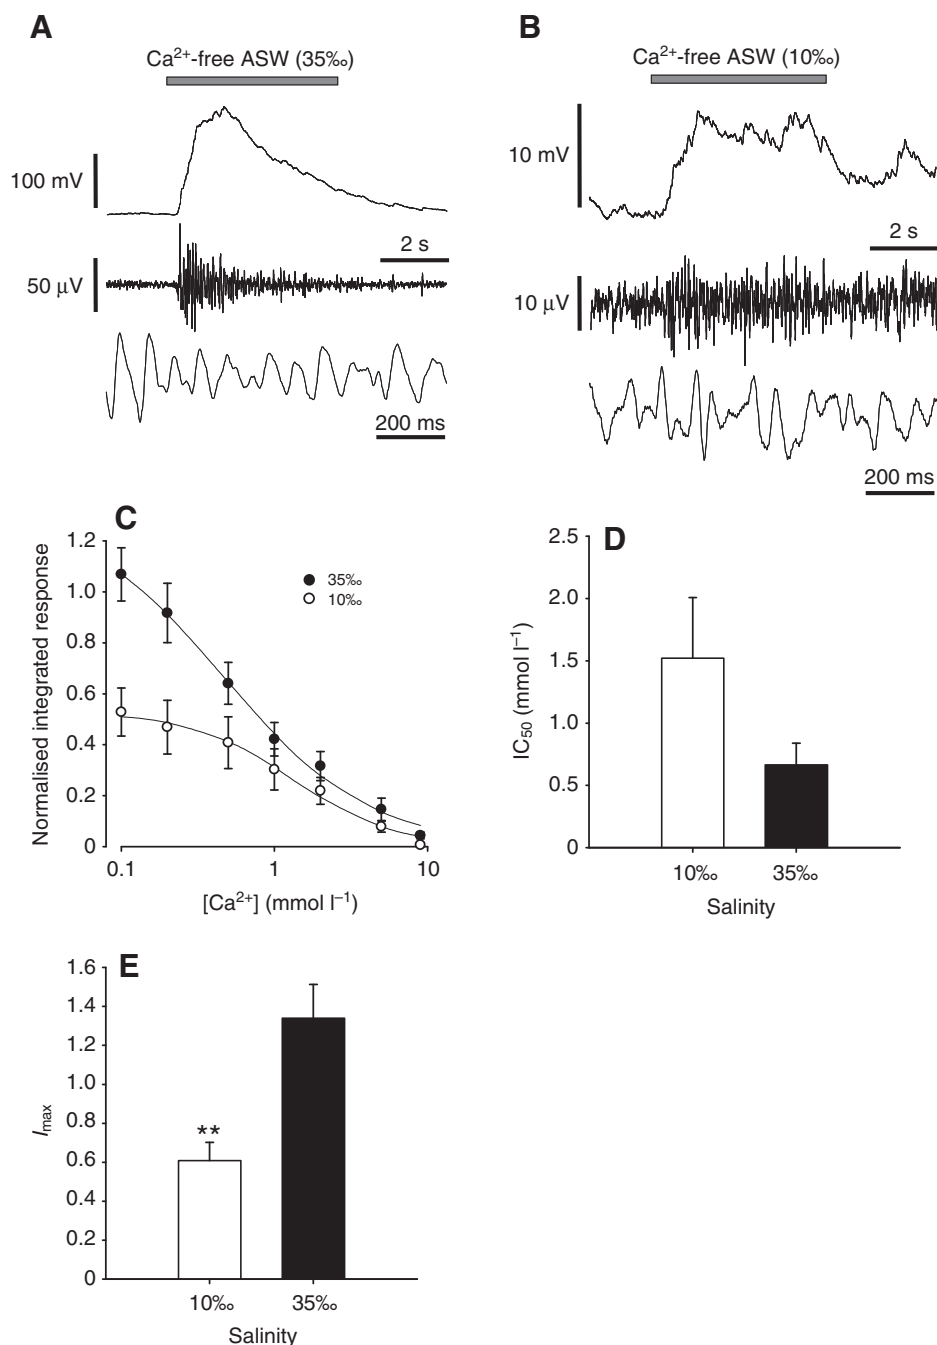 A
Ca²⁺-free ASW (35‰)
100 mV
2 s
50 µV
200 ms
B
Ca²⁺-free ASW (10‰)
10 mV
2 s
10 µV
200 ms
C
Normalised integrated response
1.2
1.0
0.8
0.6
0.4
0.2
0
35‰
10‰
0.1
1
10
[Ca²⁺] (mmol l⁻¹)
D
IC₅₀ (mmol l⁻¹)
2.5
2.0
1.5
1.0
0.5
0
10‰
35‰
Salinity
E
Imax
1.6
1.4
1.2
1.0
0.8
0.6
0.4
0.2
0
**
10‰
35‰
Salinity